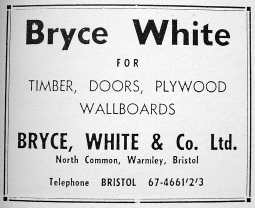 Bryce White
FOR
TIMBER, DOORS, PLYWOOD
WALLBOARDS
BRYCE, WHITE & Co. Ltd.
North Common, Warmley, Bristol
Telephone BRISTOL 67-4661/2/3